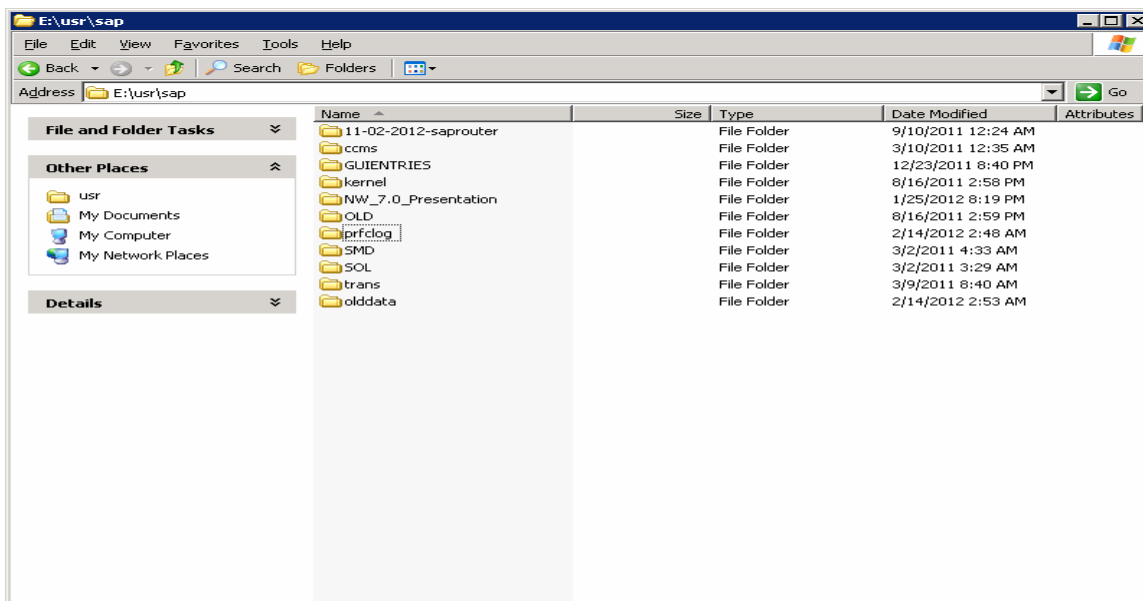 E:\usr\sap
File Edit View Favorites Tools Help
Back Search Folders
Address E:\usr\sap Go
File and Folder Tasks
Other Places
usr
My Documents
My Computer
My Network Places
Details
Name Size Type Date Modified Attributes
11-02-2012-saprouter File Folder 9/10/2011 12:24 AM
ccms File Folder 3/10/2011 12:35 AM
GUIENTRIES File Folder 12/23/2011 8:40 PM
kernel File Folder 8/16/2011 2:58 PM
NW_7.0_Presentation File Folder 1/25/2012 8:19 PM
OLD File Folder 8/16/2011 2:59 PM
prfclog File Folder 2/14/2012 2:48 AM
SMD File Folder 3/2/2011 4:33 AM
SOL File Folder 3/2/2011 3:29 AM
trans File Folder 3/9/2011 8:40 AM
olddata File Folder 2/14/2012 2:53 AM